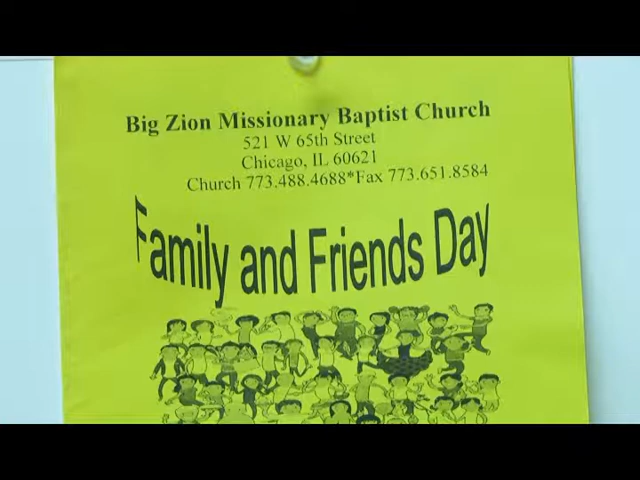 Big Zion Missionary Baptist Church
521 W 65th Street
Chicago, IL 60621
Church 773.488.4688*Fax 773.651.8584
Family and Friends Day